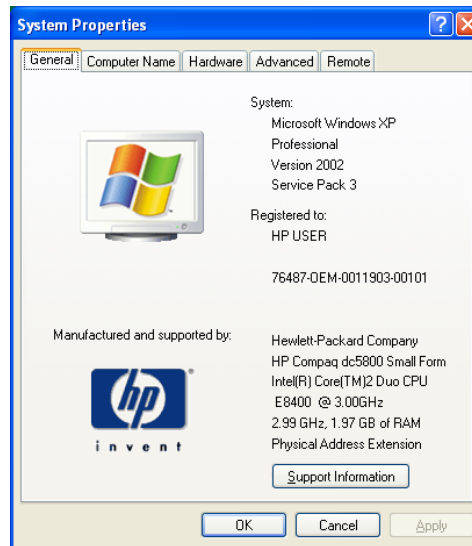 System Properties
General Computer Name Hardware Advanced Remote
System:
Microsoft Windows XP
Professional
Version 2002
Service Pack 3
Registered to:
HP USER
76487-OEM-0011903-00101
Manufactured and supported by:
hp
invent
Hewlett-Packard Company
HP Compaq dc5800 Small Form
Intel(R) Core(TM)2 Duo CPU
E8400 @ 3.00GHz
2.99 GHz, 1.97 GB of RAM
Physical Address Extension
Support Information
OK Cancel Apply